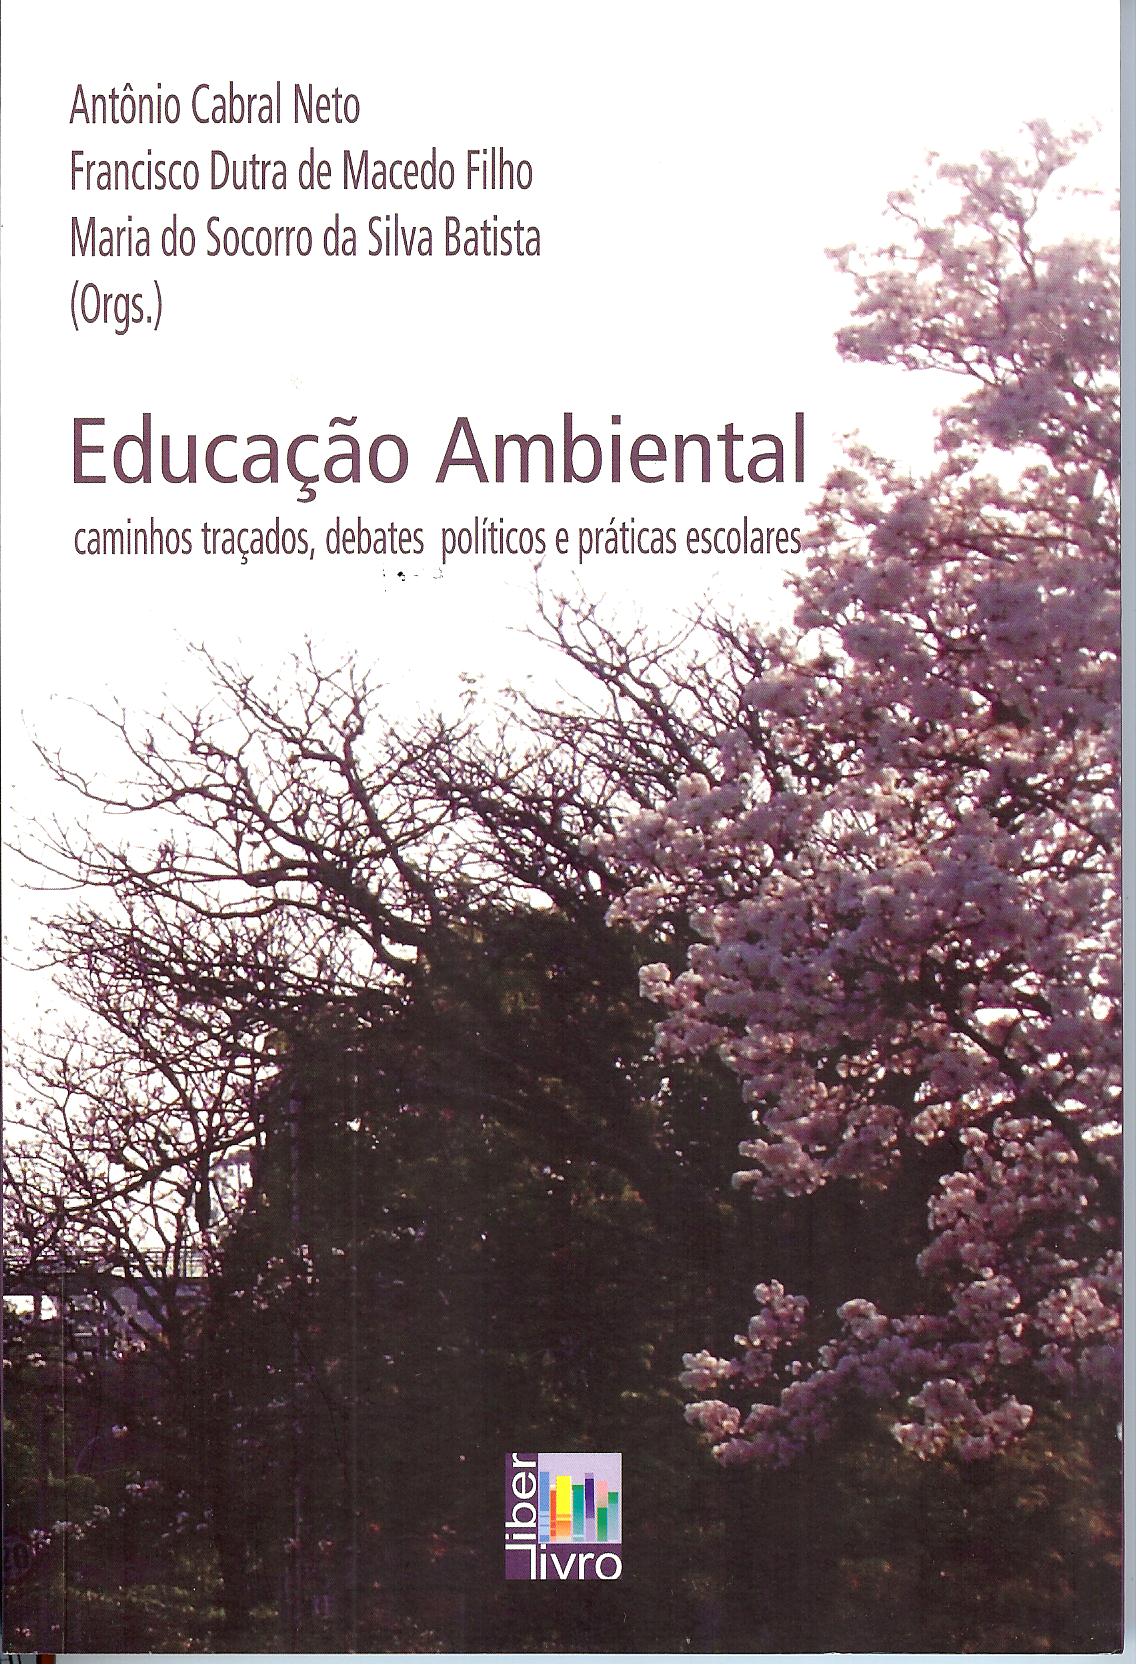 Antônio Cabral Neto
Francisco Dutra de Macedo Filho
Maria do Socorro da Silva Batista
(Orgs.)
Educação Ambiental
caminhos traçados, debates políticos e práticas escolares
liber
livro